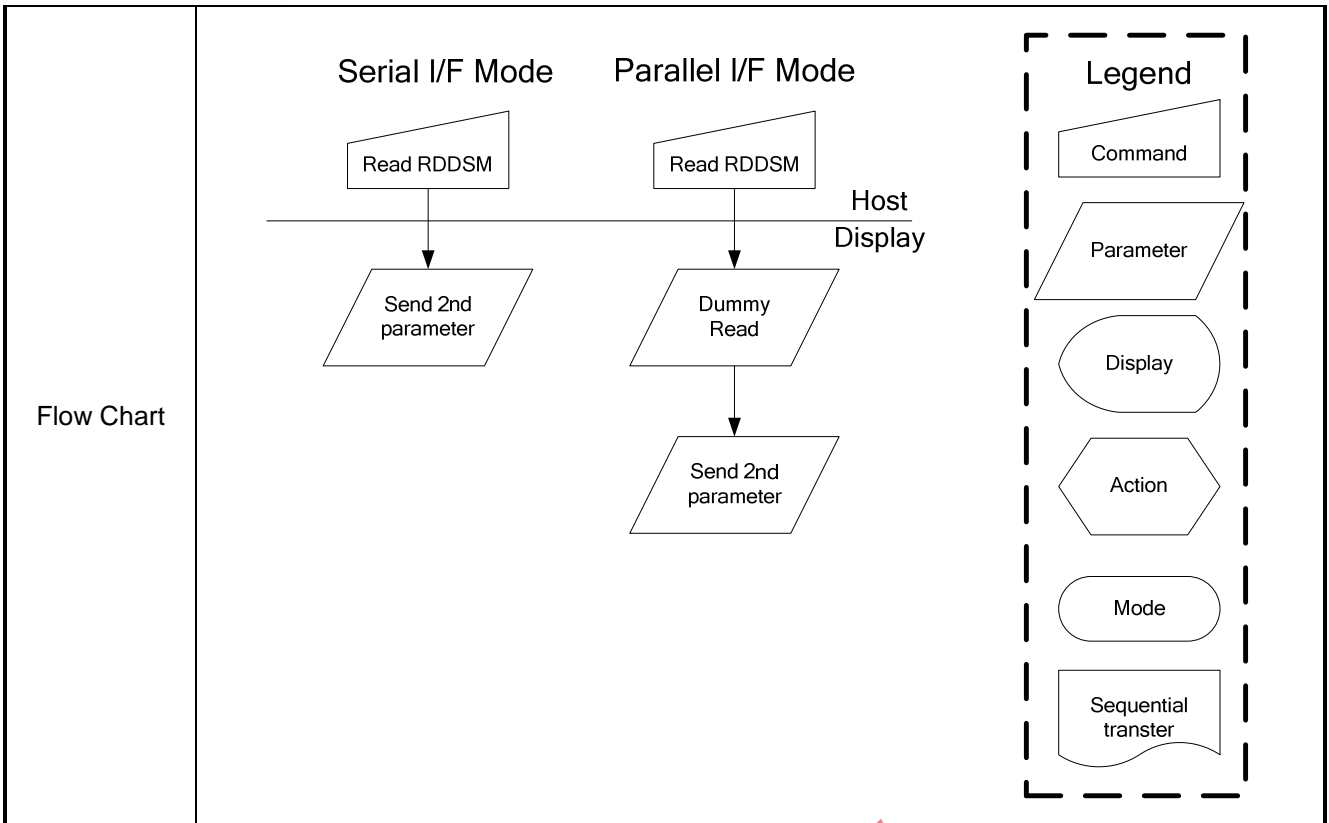 Flow Chart
Serial I/F Mode
Read RDDSM
Send 2nd
parameter
Parallel I/F Mode
Read RDDSM
Host
Display
Dummy
Read
Send 2nd
parameter
Legend
Command
Parameter
Display
Action
Mode
Sequential
transter